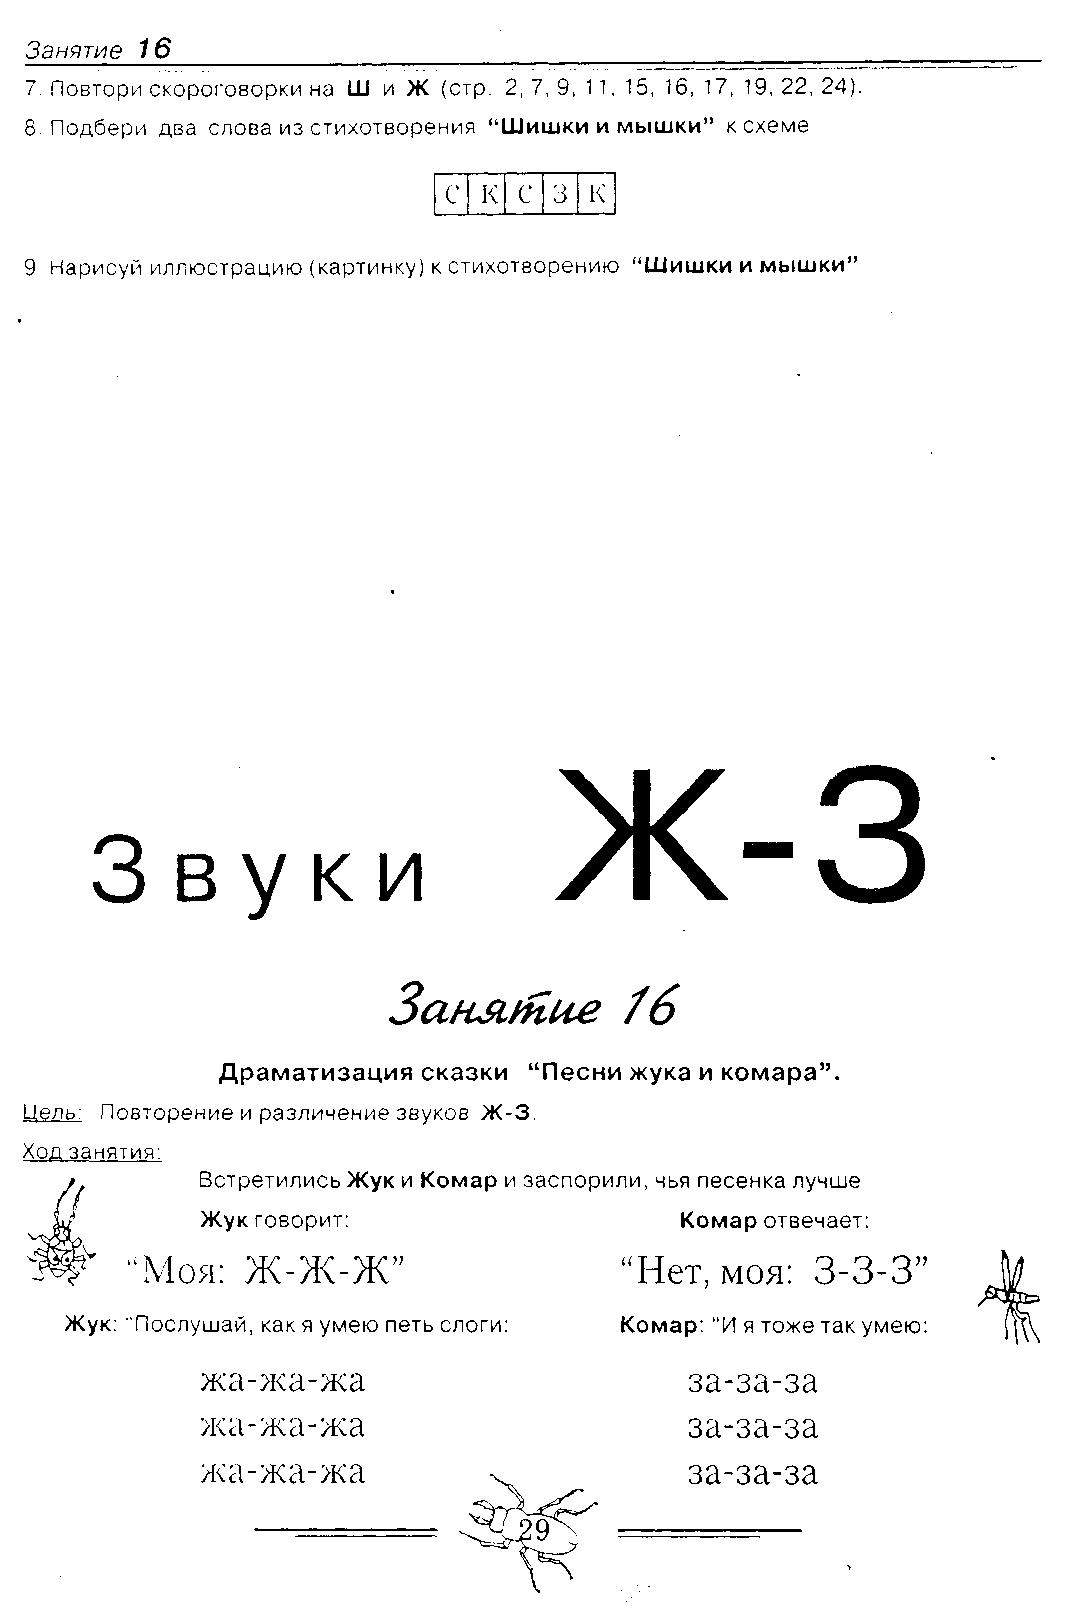 Занятие 16
7. Повтори скороговорки на Ш и Ж (стр. 2, 7, 9, 11, 15, 16, 17, 19, 22, 24).
8. Подбери два слова из стихотворения “Шишки и мышки” к схеме
С К С З К
9 Нарисуй иллюстрацию (картинку) к стихотворению “Шишки и мышки”
Звуки Ж-З
Занятие 16
Драматизация сказки “Песни жука и комара”.
Цель: Повторение и различение звуков Ж-З.
Ход занятия:
Встретились Жук и Комар и заспорили, чья песенка лучше
Жук говорит: Комар отвечает:
“Моя: Ж-Ж-Ж” “Нет, моя: З-З-З”
Жук: “Послушай, как я умею петь слоги: Комар: “И я тоже так умею:
жа-жа-жа за-за-за
жа-жа-жа за-за-за
жа-жа-жа за-за-за
29